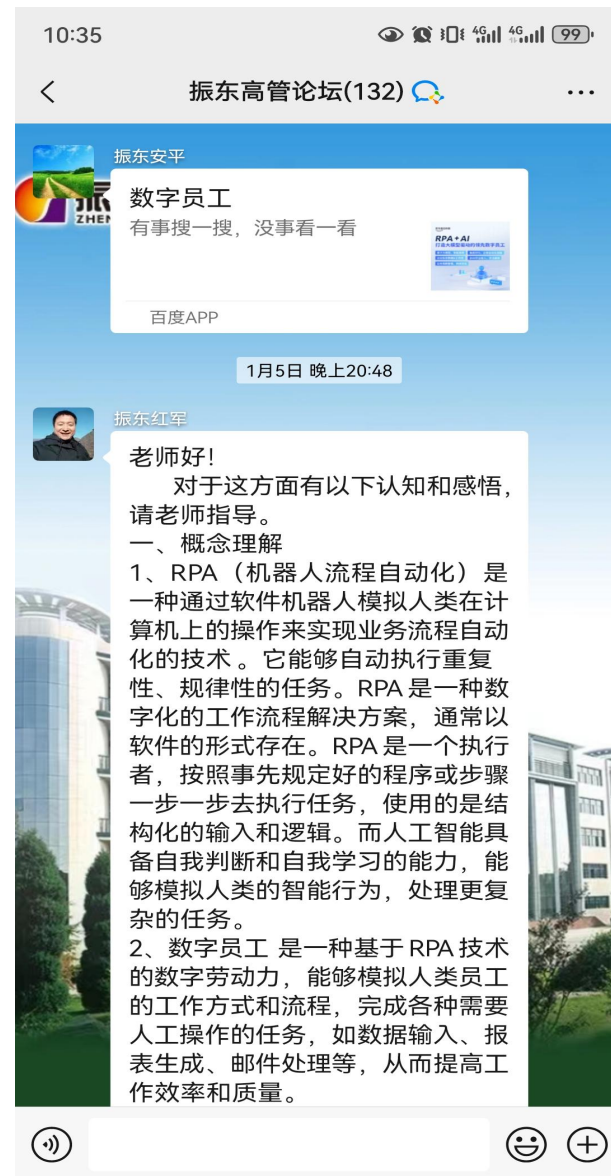 10:35
4G 4G 99
振东高管论坛(132)
振东安平
ZHEN
数字员工
有事搜一搜，没事看一看
RPA+AI
百度APP
1月5日 晚上20:48
振东红军
老师好!
对于这方面有以下认知和感悟，
请老师指导。
一、概念理解
1、RPA（机器人流程自动化）是
一种通过软件机器人模拟人类在计
算机上的操作来实现业务流程自动
化的技术 。它能够自动执行重复
性、规律性的任务。RPA 是一种数
字化的工作流程解决方案，通常以
软件的形式存在。RPA 是一个执行
者，按照事先规定好的程序或步骤
一步一步去执行任务，使用的是结
构化的输入和逻辑。而人工智能具
备自我判断和自我学习的能力，能
够模拟人类的智能行为，处理更复
杂的任务。
2、数字员工 是一种基于 RPA 技术
的数字劳动力，能够模拟人类员工
的工作方式和流程，完成各种需要
人工操作的任务，如数据输入、报
表生成、邮件处理等，从而提高工
作效率和质量。